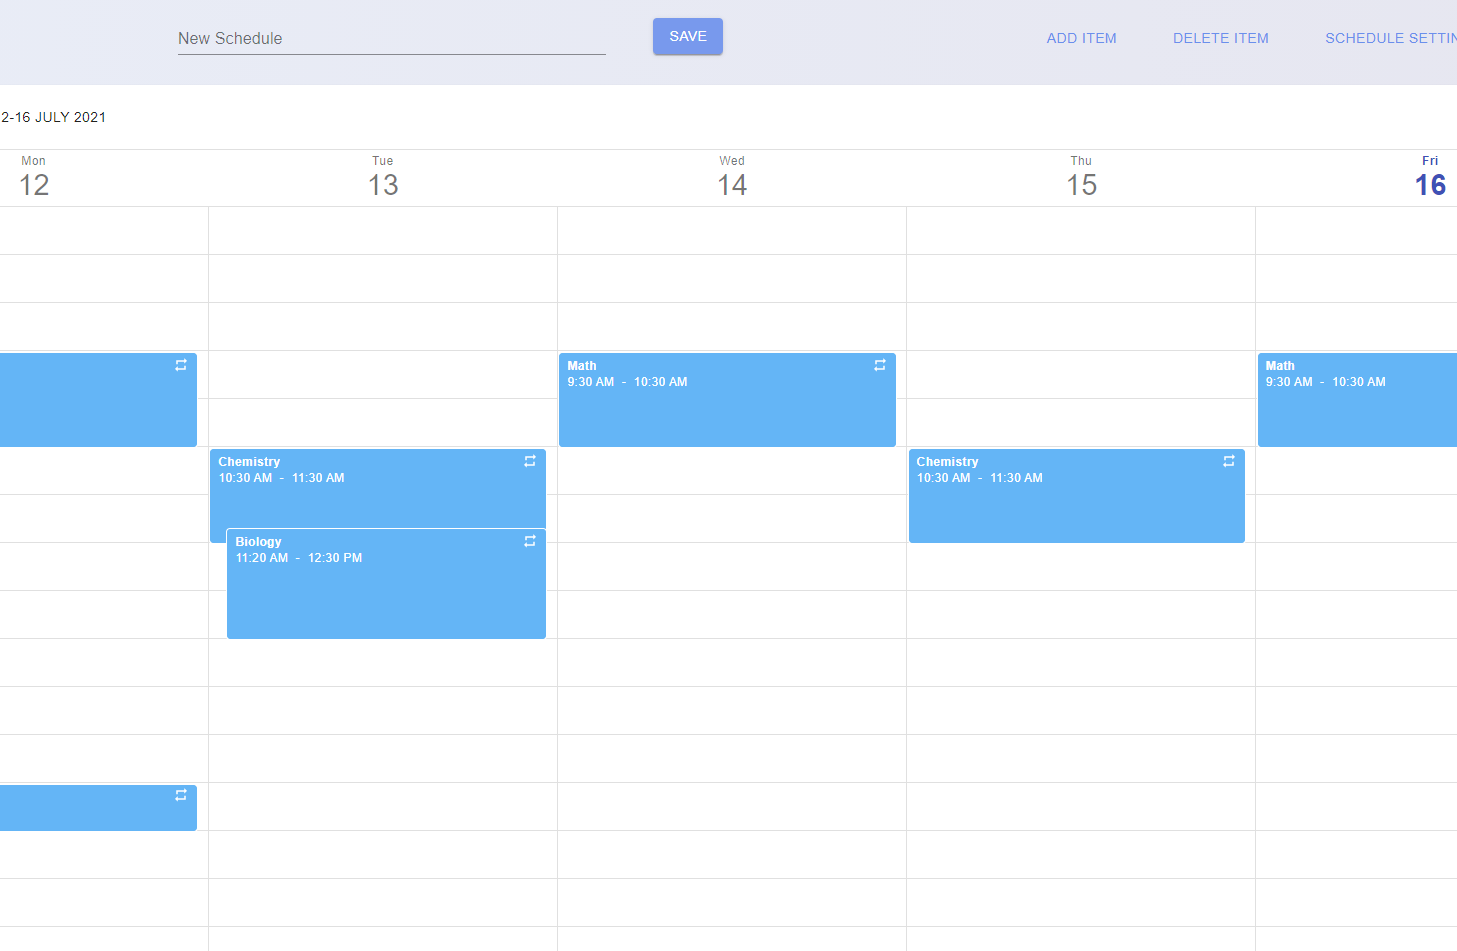 New Schedule
SAVE
ADD ITEM
DELETE ITEM
SCHEDULE SETTIN
2-16 JULY 2021
Mon
12
Tue
13
Wed
14
Thu
15
Fri
16
Math
9:30 AM - 10:30 AM
Math
9:30 AM - 10:30 AM
Chemistry
10:30 AM - 11:30 AM
Chemistry
10:30 AM - 11:30 AM
Biology
11:20 AM - 12:30 PM